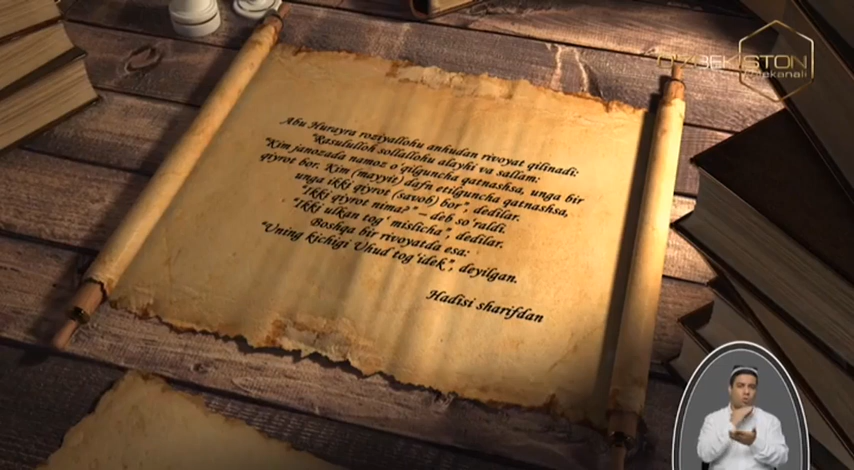 O'ZBEKISTON
telekanali
Abu Hurayra roziyallohu anhudan rivoyat qilinadi:
"Rasululloh sollallohu alayhi va sallam:
"Kim janozada namoz o'qilguncha qatnashsa, unga bir
qiyrot bor. Kim (mayyit) dafn etilguncha qatnashsa,
unga ikki qiyrot (savob) bor", dedilar.
"Ikki qiyrot nima?" – deb so'raldi.
"Ikki ulkan tog' mislicha", dedilar.
Boshqa bir rivoyatda esa:
"Uning kichigi Uhud tog'idek", deyilgan.
Hadisi sharifdan